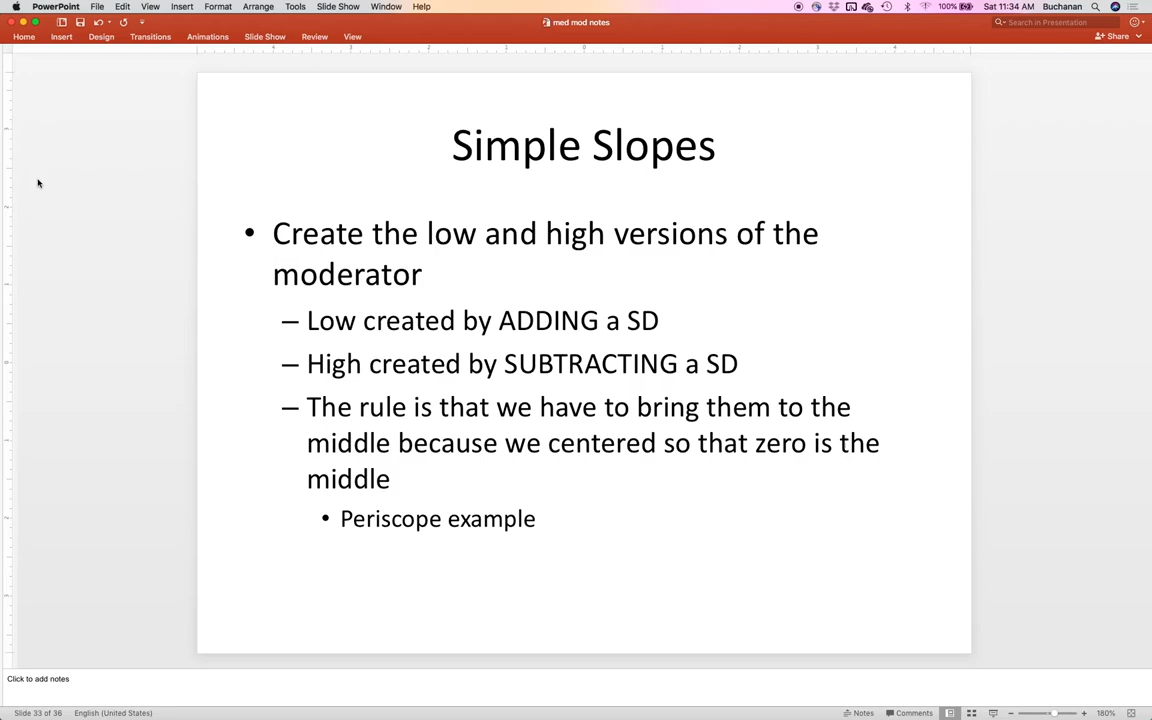 PowerPoint File Edit View Insert Format Arrange Tools Slide Show Window Help 100% Sat 11:34 AM Buchanan
med mod notes
Search in Presentation
Home Insert Design Transitions Animations Slide Show Review View Share
Simple Slopes
• Create the low and high versions of the
moderator
– Low created by ADDING a SD
– High created by SUBTRACTING a SD
– The rule is that we have to bring them to the
middle because we centered so that zero is the
middle
• Periscope example
Click to add notes
Slide 33 of 36 English (United States) Notes Comments 180%